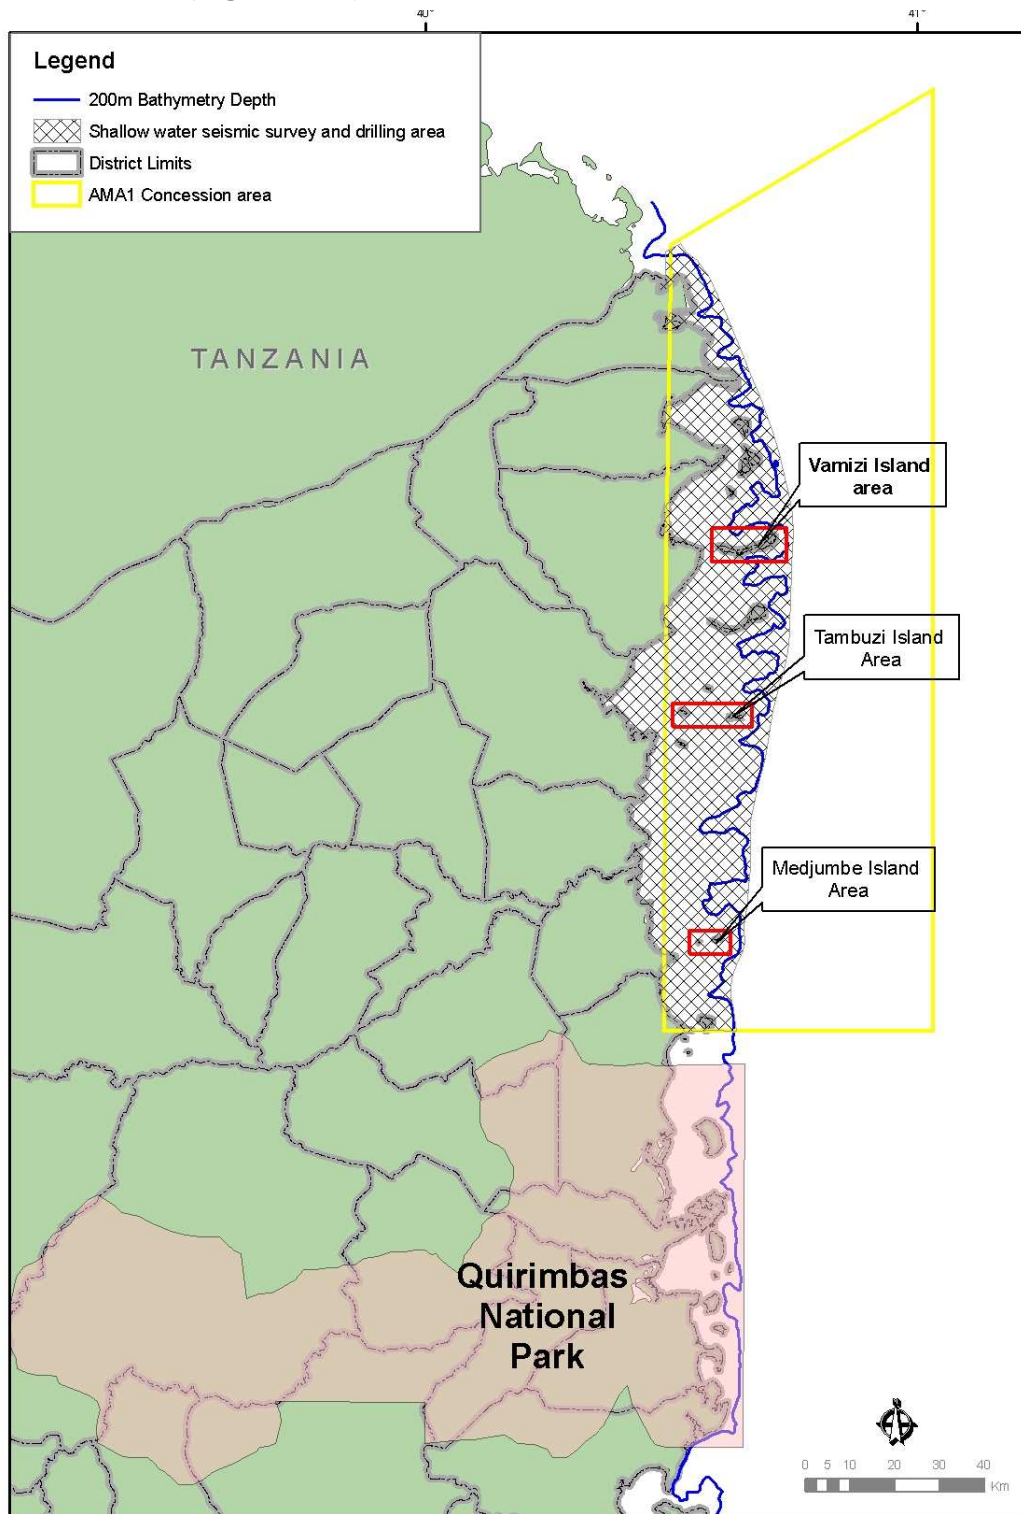 40°
41°
Legend
200m Bathymetry Depth
Shallow water seismic survey and drilling area
District Limits
AMA1 Concession area
TANZANIA
Vamizi Island
area
Tambuzi Island
Area
Medjumbe Island
Area
Quirimbas
National
Park
0 5 10 20 30 40
Km